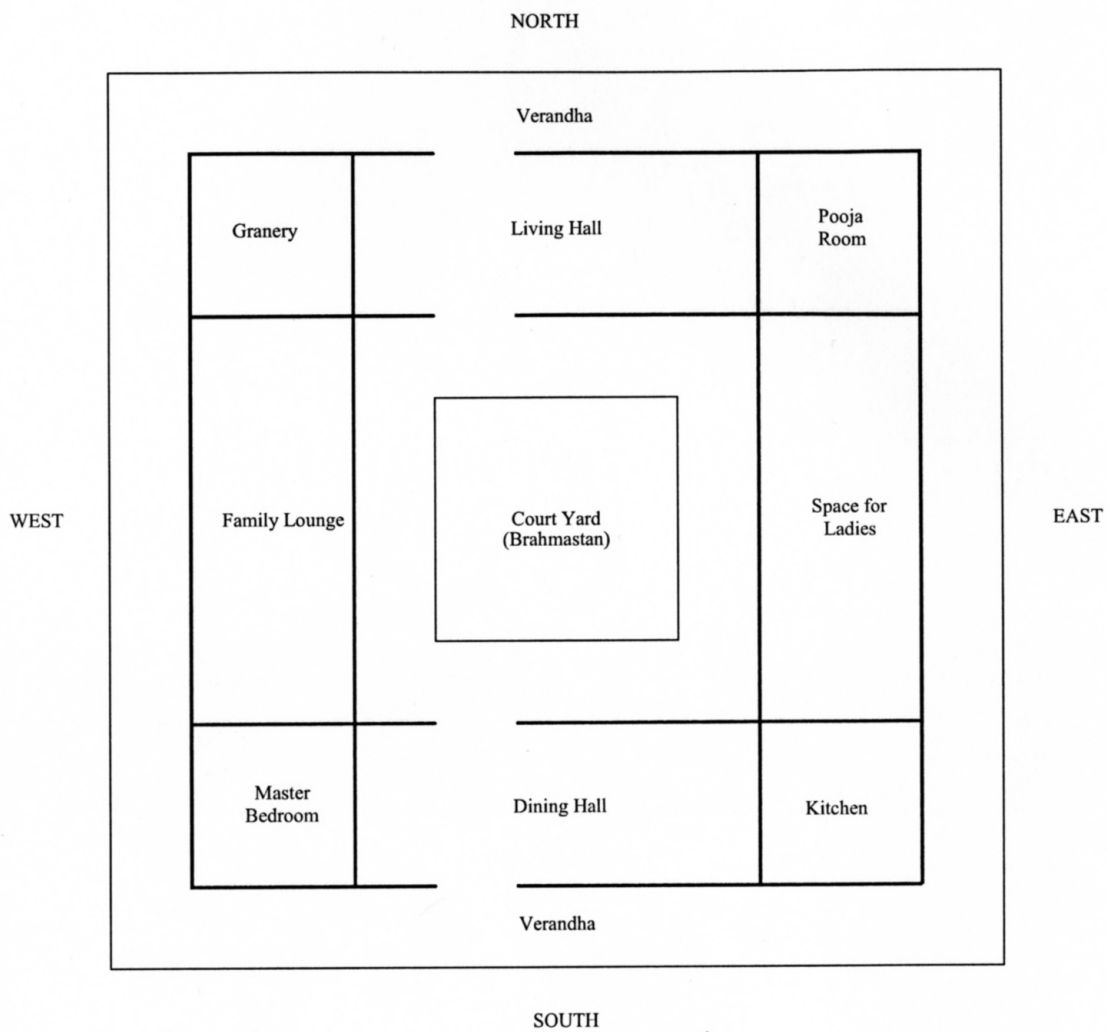 NORTH
Verandha
Granery
Living Hall
Pooja
Room
WEST
Family Lounge
Court Yard
(Brahmastan)
Space for
Ladies
EAST
Master
Bedroom
Dining Hall
Kitchen
Verandha
SOUTH